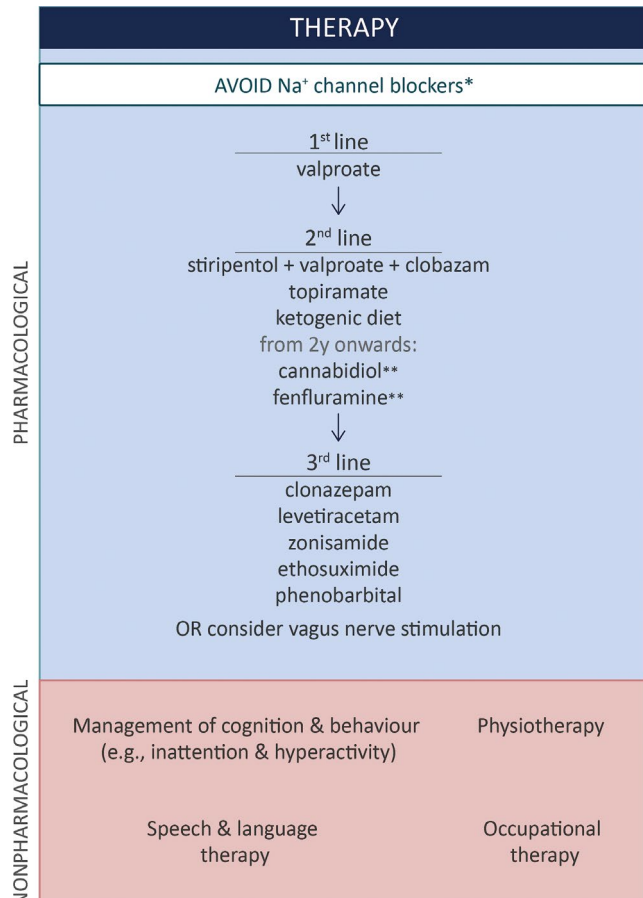 THERAPY
AVOID Na⁺ channel blockers*
PHARMACOLOGICAL
1ˢᵗ line
valproate
2ⁿᵈ line
stiripentol + valproate + clobazam
topiramate
ketogenic diet
from 2y onwards:
cannabidiol**
fenfluramine**
3ʳᵈ line
clonazepam
levetiracetam
zonisamide
ethosuximide
phenobarbital
OR consider vagus nerve stimulation
NONPHARMACOLOGICAL
Management of cognition & behaviour
(e.g., inattention & hyperactivity)
Physiotherapy
Speech & language
therapy
Occupational
therapy